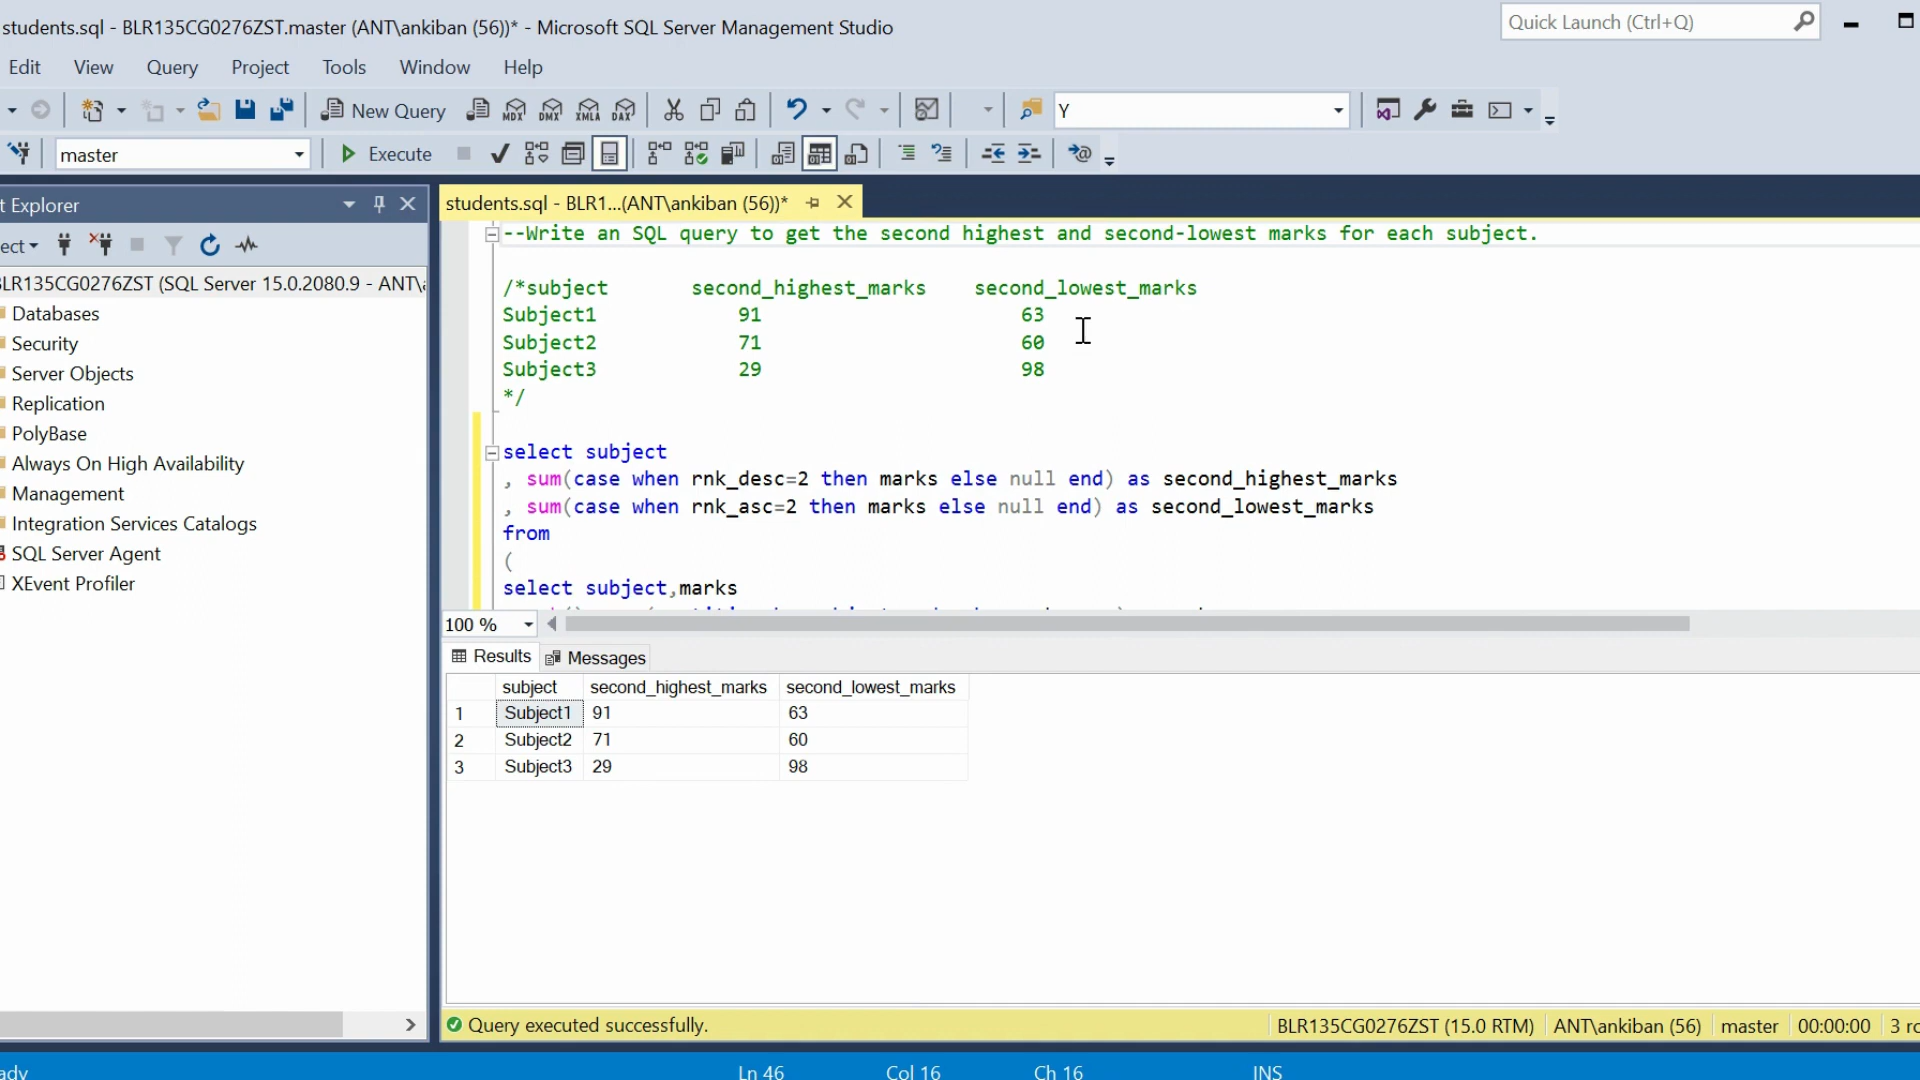 students.sql - BLR135CG0276ZST.master (ANT\ankiban (56))* - Microsoft SQL Server Management Studio
Quick Launch (Ctrl+Q)
Edit View Query Project Tools Window Help
New Query MDX DMX XMLA DAX Y
master Execute
Explorer
students.sql - BLR1...(ANT\ankiban (56))*
BLR135CG0276ZST (SQL Server 15.0.2080.9 - ANT\
Databases
Security
Server Objects
Replication
PolyBase
Always On High Availability
Management
Integration Services Catalogs
SQL Server Agent
XEvent Profiler
--Write an SQL query to get the second highest and second-lowest marks for each subject.
/*subject second_highest_marks second_lowest_marks
Subject1 91 63
Subject2 71 60
Subject3 29 98
*/
select subject
, sum(case when rnk_desc=2 then marks else null end) as second_highest_marks
, sum(case when rnk_asc=2 then marks else null end) as second_lowest_marks
from
(
select subject,marks
100 %
Results Messages
subject second_highest_marks second_lowest_marks
1 Subject1 91 63
2 Subject2 71 60
3 Subject3 29 98
Query executed successfully.
BLR135CG0276ZST (15.0 RTM) ANT\ankiban (56) master 00:00:00 3
Ln 46 Col 16 Ch 16 INS